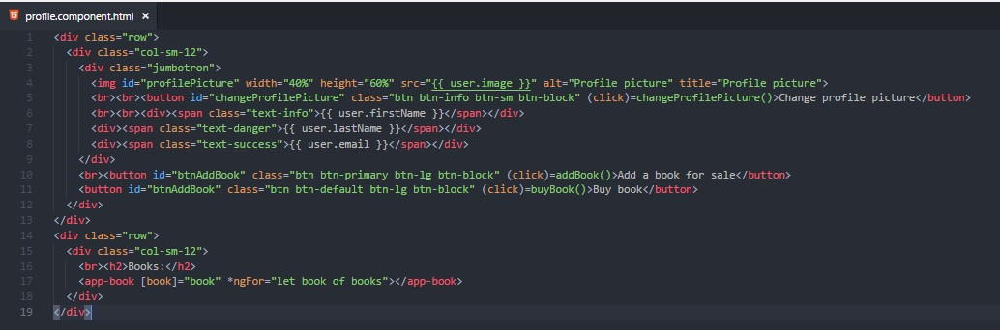 profile.component.html ×
1 <div class="row">
2   <div class="col-sm-12">
3     <div class="jumbotron">
4       <img id="profilePicture" width="40%" height="60%" src="{{ user.image }}" alt="Profile picture" title="Profile picture">
5       <br><br><button id="changeProfilePicture" class="btn btn-info btn-sm btn-block" (click)=changeProfilePicture()>Change profile picture</button>
6       <br><br><div><span class="text-info">{{ user.firstName }}</span></div>
7       <div><span class="text-danger">{{ user.lastName }}</span></div>
8       <div><span class="text-success">{{ user.email }}</span></div>
9     </div>
10     <br><button id="btnAddBook" class="btn btn-primary btn-lg btn-block" (click)=addBook()>Add a book for sale</button>
11     <button id="btnAddBook" class="btn btn-default btn-lg btn-block" (click)=buyBook()>Buy book</button>
12   </div>
13 </div>
14 <div class="row">
15   <div class="col-sm-12">
16     <br><h2>Books:</h2>
17     <app-book [book]="book" *ngFor="let book of books"></app-book>
18   </div>
19 </div>